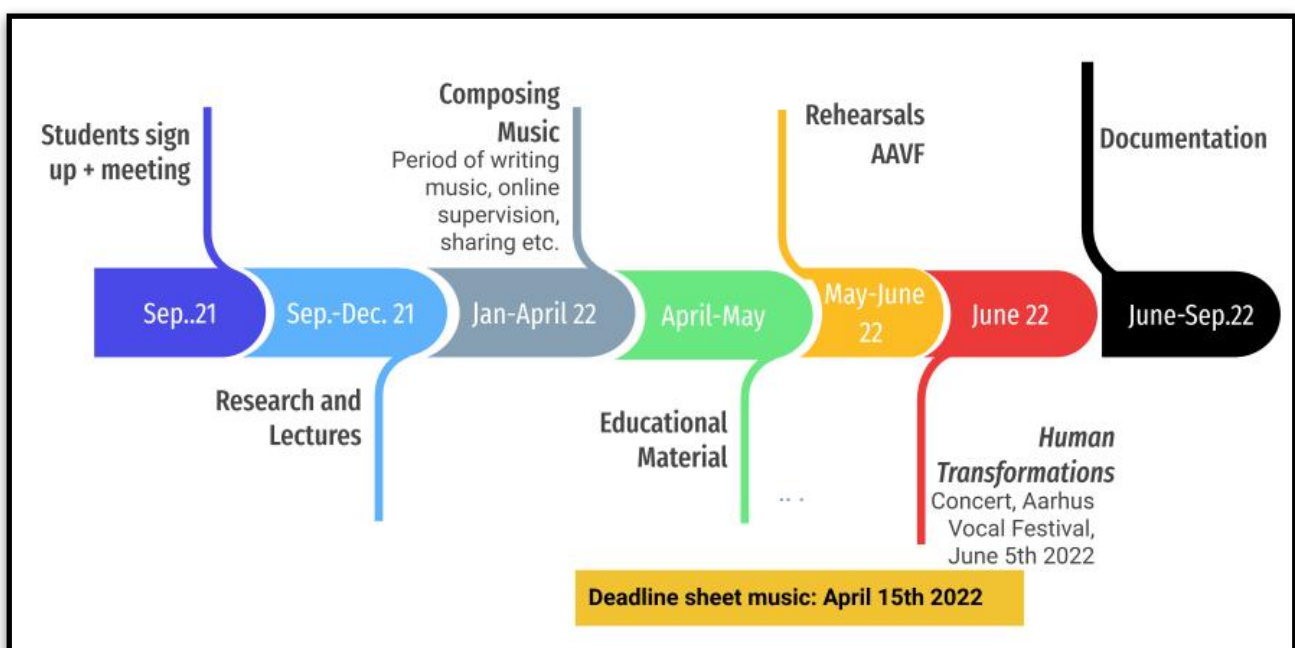 Students sign
up + meeting
Composing
Music
Period of writing
music, online
supervision,
sharing etc.
Rehearsals
AAVF
Documentation
Sep..21
Sep.-Dec. 21
Jan-April 22
April-May
May-June
22
June 22
June-Sep.22
Research and
Lectures
Educational
Material
Human
Transformations
Concert, Aarhus
Vocal Festival,
June 5th 2022
Deadline sheet music: April 15th 2022